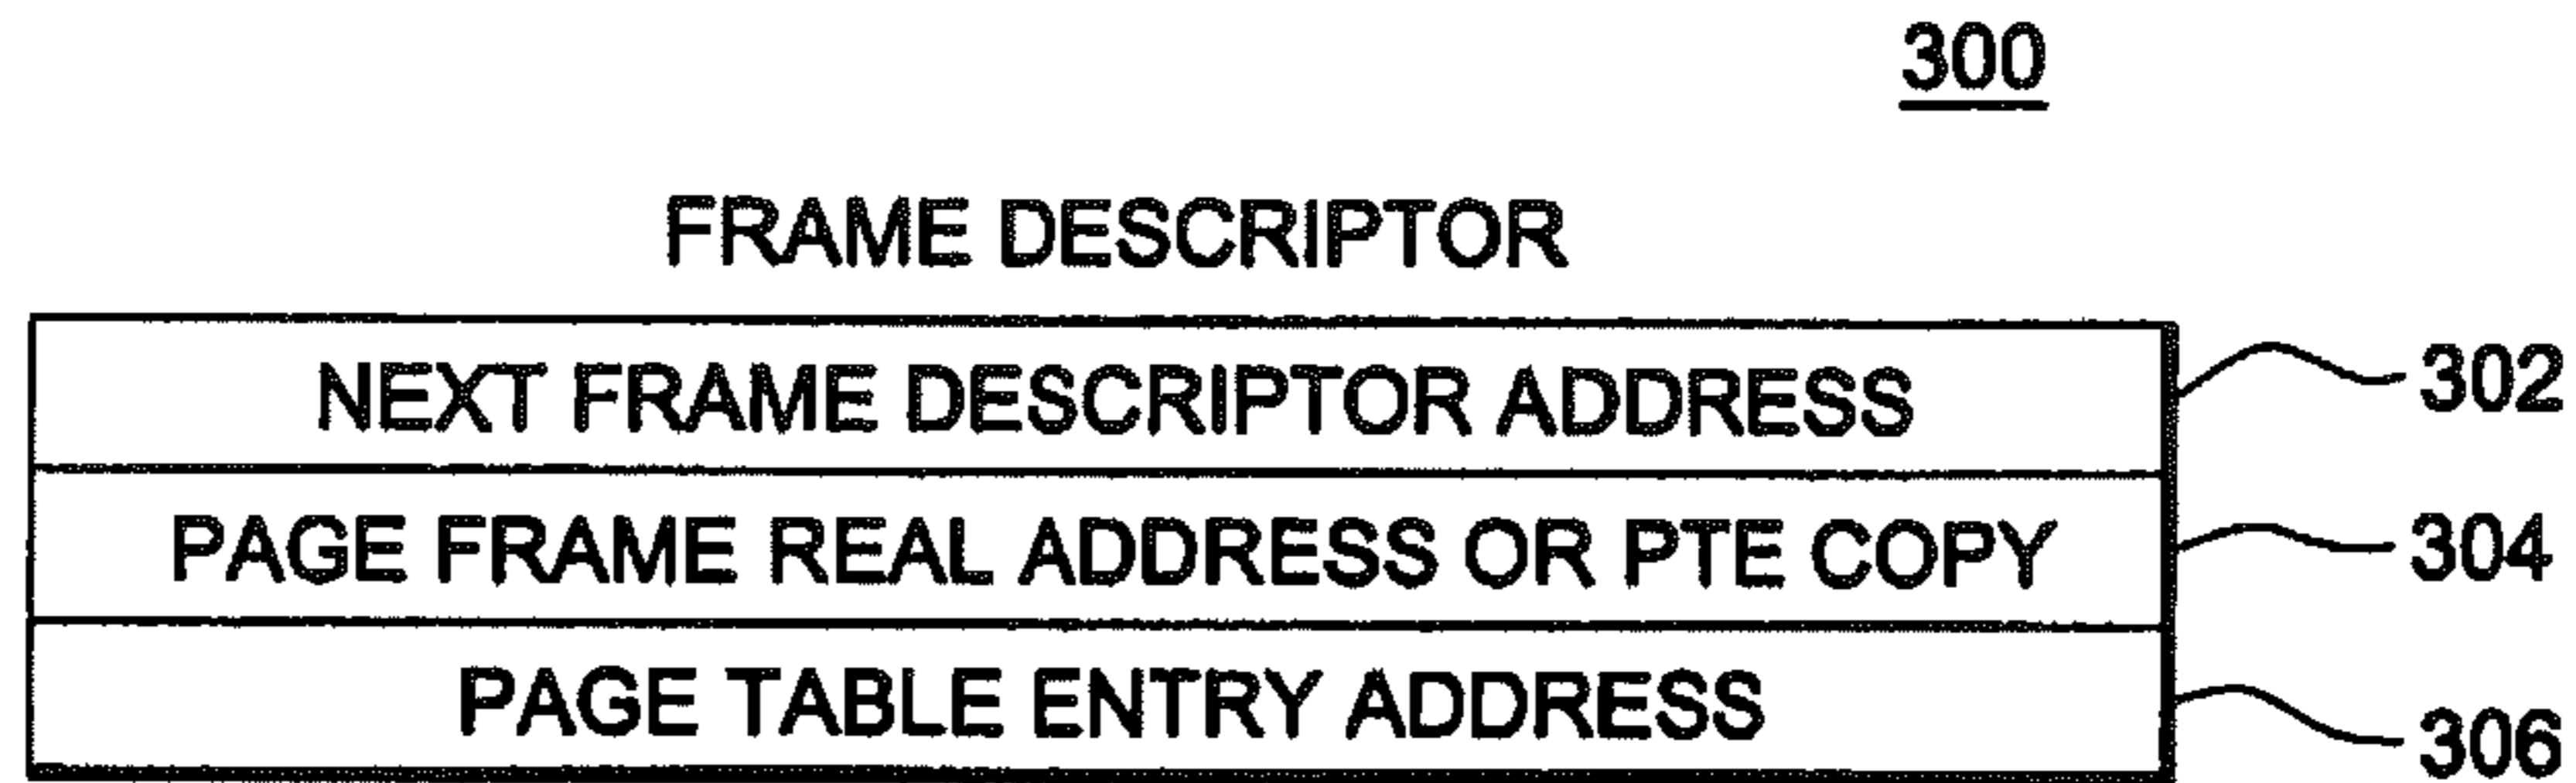 300
FRAME DESCRIPTOR
NEXT FRAME DESCRIPTOR ADDRESS 302
PAGE FRAME REAL ADDRESS OR PTE COPY 304
PAGE TABLE ENTRY ADDRESS 306